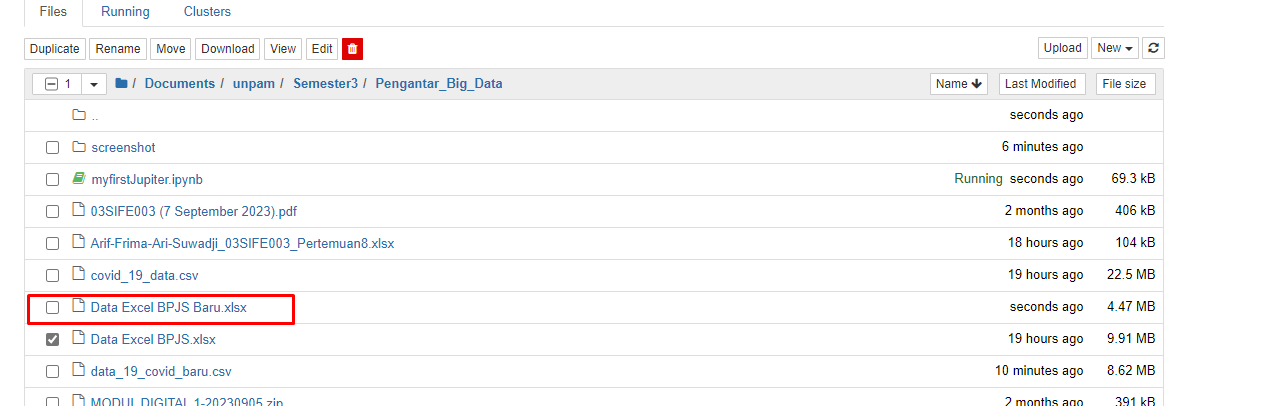 Files Running Clusters
Duplicate Rename Move Download View Edit Upload New
1 / Documents / unpam / Semester3 / Pengantar_Big_Data Name Last Modified File size
.. seconds ago
screenshot 6 minutes ago
myfirstJupiter.ipynb Running seconds ago 69.3 kB
03SIFE003 (7 September 2023).pdf 2 months ago 406 kB
Arif-Frima-Ari-Suwadji_03SIFE003_Pertemuan8.xlsx 18 hours ago 104 kB
covid_19_data.csv 19 hours ago 22.5 MB
Data Excel BPJS Baru.xlsx seconds ago 4.47 MB
Data Excel BPJS.xlsx 19 hours ago 9.91 MB
data_19_covid_baru.csv 10 minutes ago 8.62 MB
MODUL DIGITAL 1-20230905.zip 2 months ago 391 kB